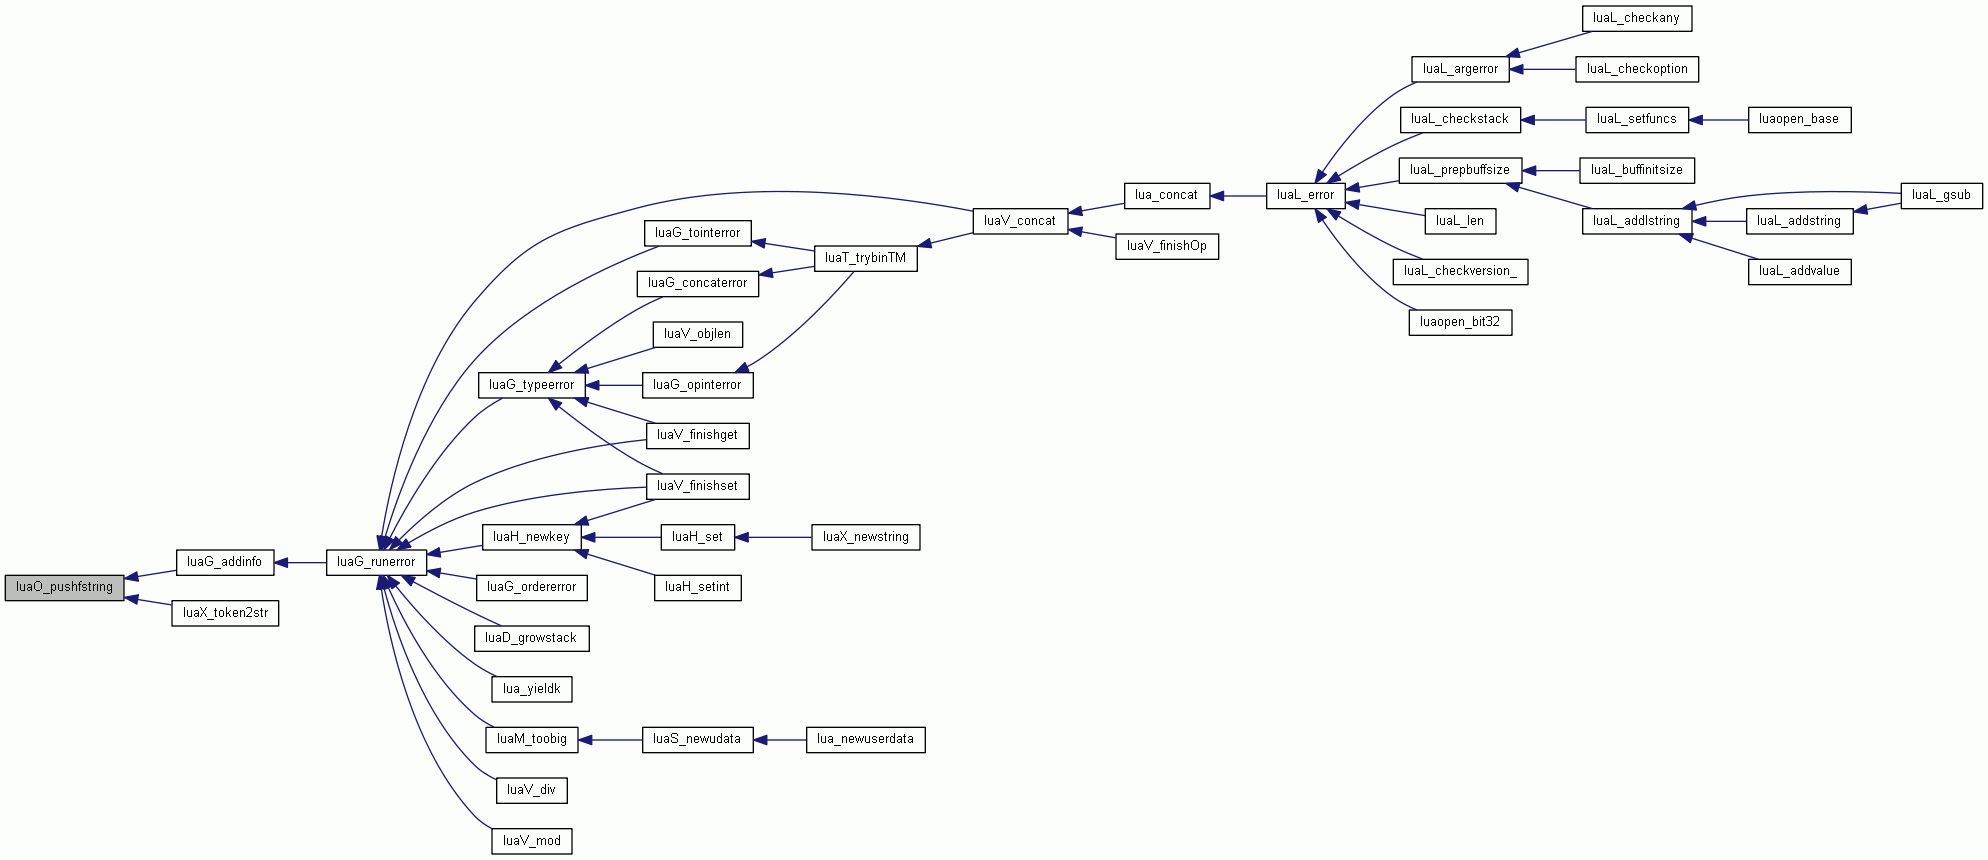 luaL_checkany
luaL_argerror
luaL_checkoption
luaL_checkstack
luaL_setfuncs
luaopen_base
luaL_prepbuffsize
luaL_buffinitsize
lua_concat
luaL_error
luaL_gsub
luaV_concat
luaL_len
luaL_addlstring
luaL_addstring
luaG_tointerror
luaV_finishOp
luaT_trybinTM
luaL_checkversion_
luaL_addvalue
luaG_concaterror
luaopen_bit32
luaV_objlen
luaG_typeerror
luaG_opinterror
luaV_finishget
luaV_finishset
luaH_newkey
luaH_set
luaX_newstring
luaG_addinfo
luaG_runerror
luaO_pushfstring
luaG_ordererror
luaH_setint
luaX_token2str
luaD_growstack
lua_yieldk
luaM_toobig
luaS_newudata
lua_newuserdata
luaV_div
luaV_mod